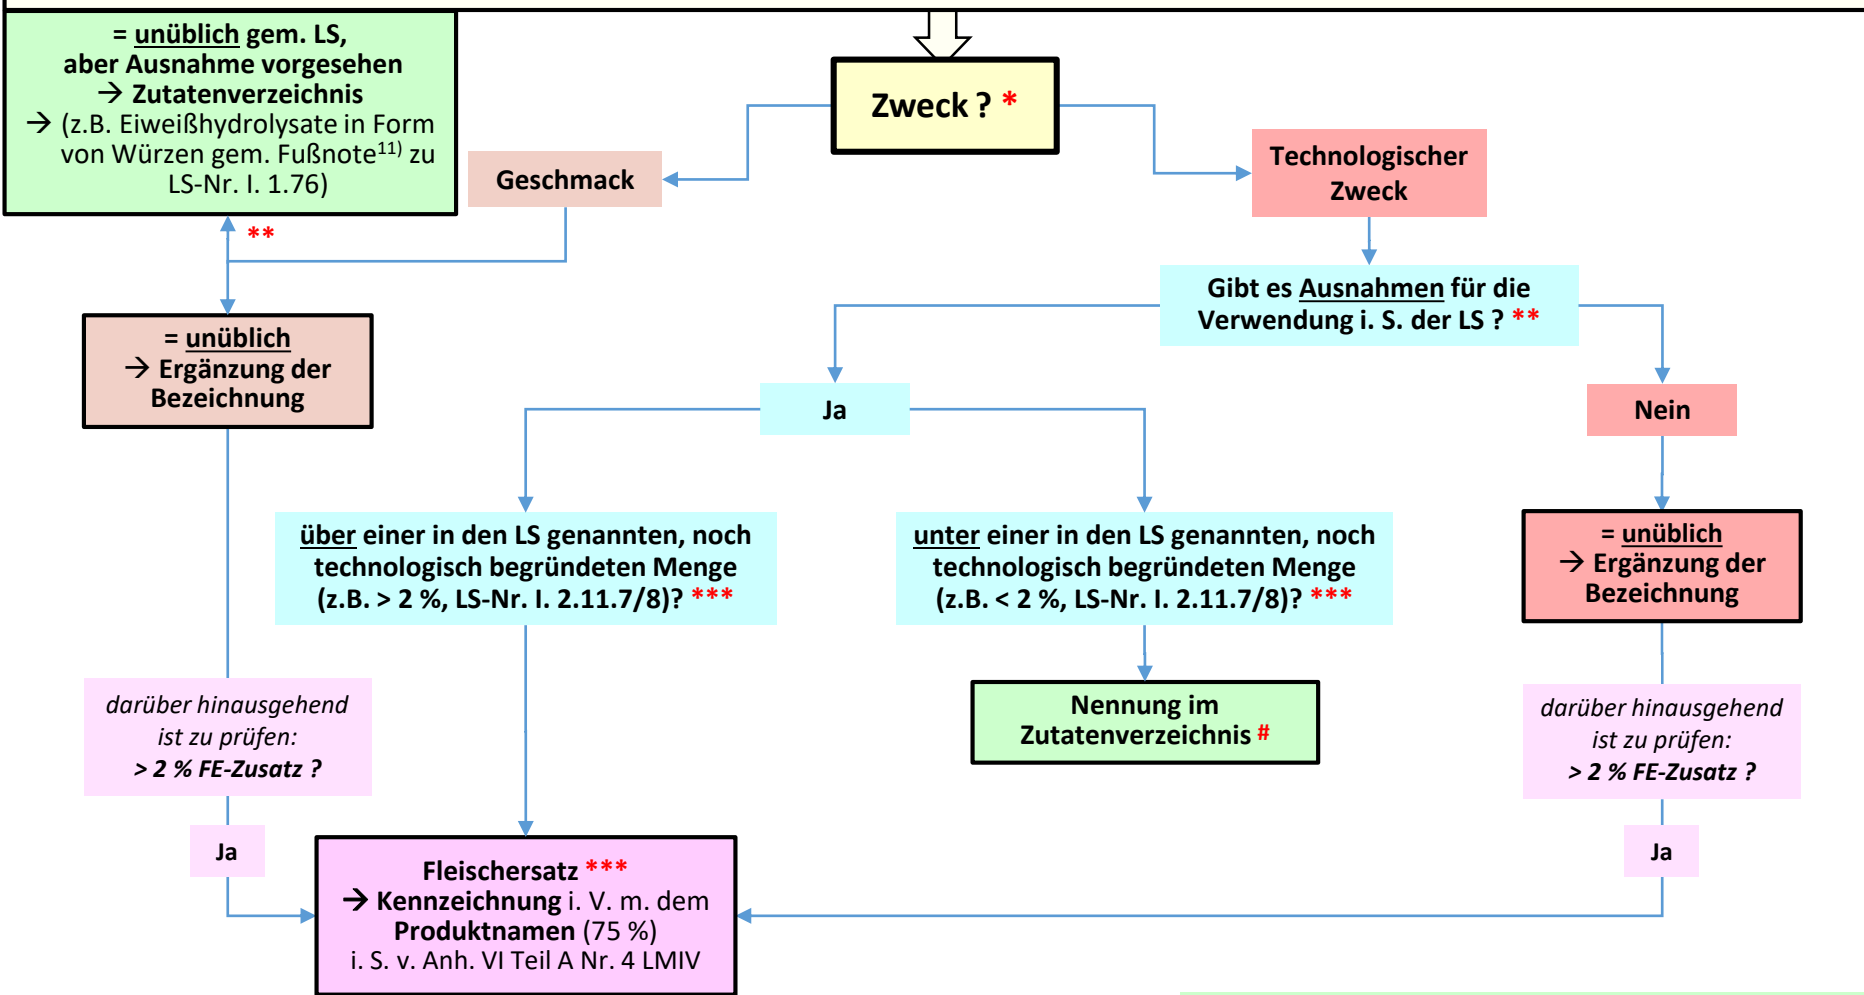 = unüblich gem. LS,
aber Ausnahme vorgesehen
→ Zutatenverzeichnis
→ (z.B. Eiweißhydrolysate in Form
von Würzen gem. Fußnote¹¹⁾ zu
LS-Nr. I. 1.76)
Zweck ? *
Geschmack
Technologischer
Zweck
**
Gibt es Ausnahmen für die
Verwendung i. S. der LS ? **
= unüblich
→ Ergänzung der
Bezeichnung
Ja
Nein
über einer in den LS genannten, noch
technologisch begründeten Menge
(z.B. > 2 %, LS-Nr. I. 2.11.7/8)? ***
unter einer in den LS genannten, noch
technologisch begründeten Menge
(z.B. < 2 %, LS-Nr. I. 2.11.7/8)? ***
= unüblich
→ Ergänzung der
Bezeichnung
darüber hinausgehend
ist zu prüfen:
> 2 % FE-Zusatz ?
Nennung im
Zutatenverzeichnis #
darüber hinausgehend
ist zu prüfen:
> 2 % FE-Zusatz ?
Ja
Fleischersatz ***
→ Kennzeichnung i. V. m. dem
Produktnamen (75 %)
i. S. v. Anh. VI Teil A Nr. 4 LMIV
Ja